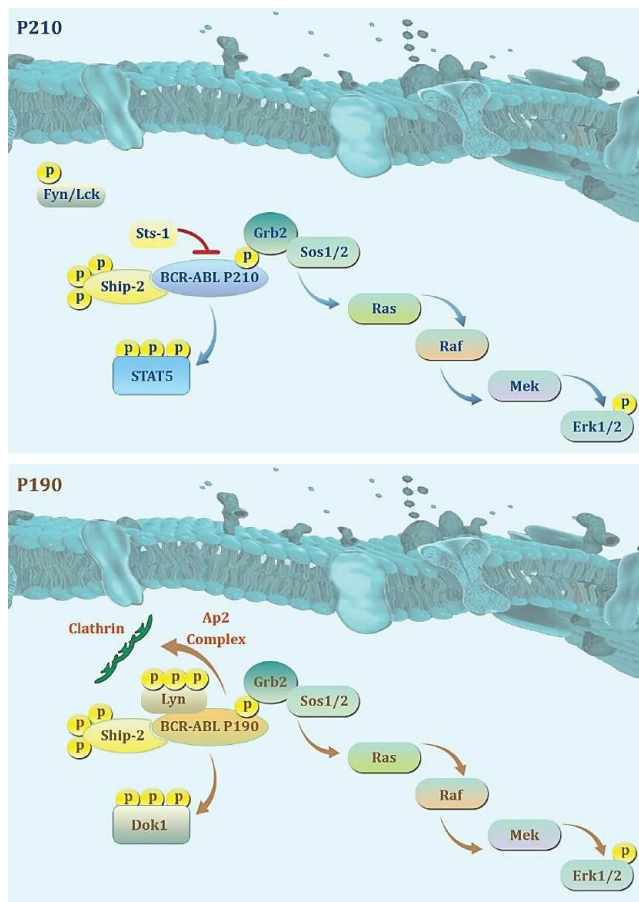 P210
P
Fyn/Lck
Sts-1
Grb2
P
Sos1/2
P
P
P
Ship-2
BCR-ABL P210
Ras
P P P
STAT5
Raf
Mek
P
Erk1/2
P190
Clathrin
Ap2
Complex
P P P
Lyn
Grb2
P
Sos1/2
P
P
P
Ship-2
BCR-ABL P190
Ras
P P P
Dok1
Raf
Mek
P
Erk1/2